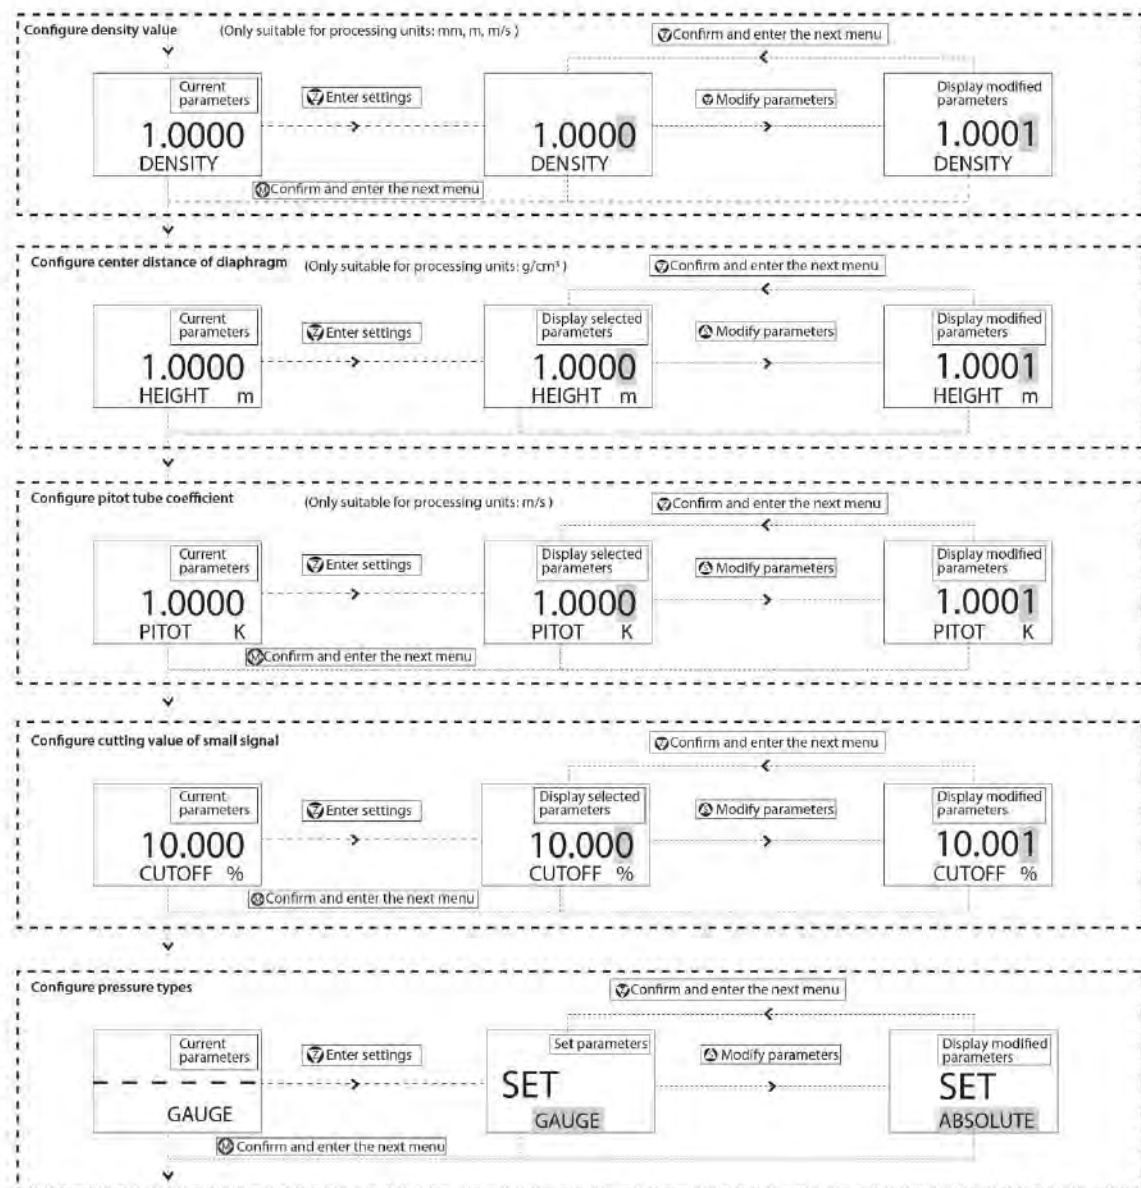 Configure density value (Only suitable for processing units: mm, m, m/s )
Ⓩ Confirm and enter the next menu
Current
parameters
1.0000
DENSITY
Ⓩ Enter settings
1.0000
DENSITY
Modify parameters
Display modified
parameters
1.0001
DENSITY
Ⓜ Confirm and enter the next menu
Configure center distance of diaphragm (Only suitable for processing units: g/cm³ )
Ⓩ Confirm and enter the next menu
Current
parameters
1.0000
HEIGHT m
Ⓩ Enter settings
Display selected
parameters
1.0000
HEIGHT m
Modify parameters
Display modified
parameters
1.0001
HEIGHT m
Configure pitot tube coefficient (Only suitable for processing units: m/s )
Ⓩ Confirm and enter the next menu
Current
parameters
1.0000
PITOT K
Ⓩ Enter settings
Display selected
parameters
1.0000
PITOT K
Modify parameters
Display modified
parameters
1.0001
PITOT K
Ⓜ Confirm and enter the next menu
Configure cutting value of small signal
Ⓩ Confirm and enter the next menu
Current
parameters
10.000
CUTOFF %
Ⓩ Enter settings
Display selected
parameters
10.000
CUTOFF %
Modify parameters
Display modified
parameters
10.001
CUTOFF %
Ⓜ Confirm and enter the next menu
Configure pressure types
Ⓩ Confirm and enter the next menu
Current
parameters
GAUGE
Ⓩ Enter settings
Set parameters
SET
GAUGE
Modify parameters
Display modified
parameters
SET
ABSOLUTE
Ⓜ Confirm and enter the next menu